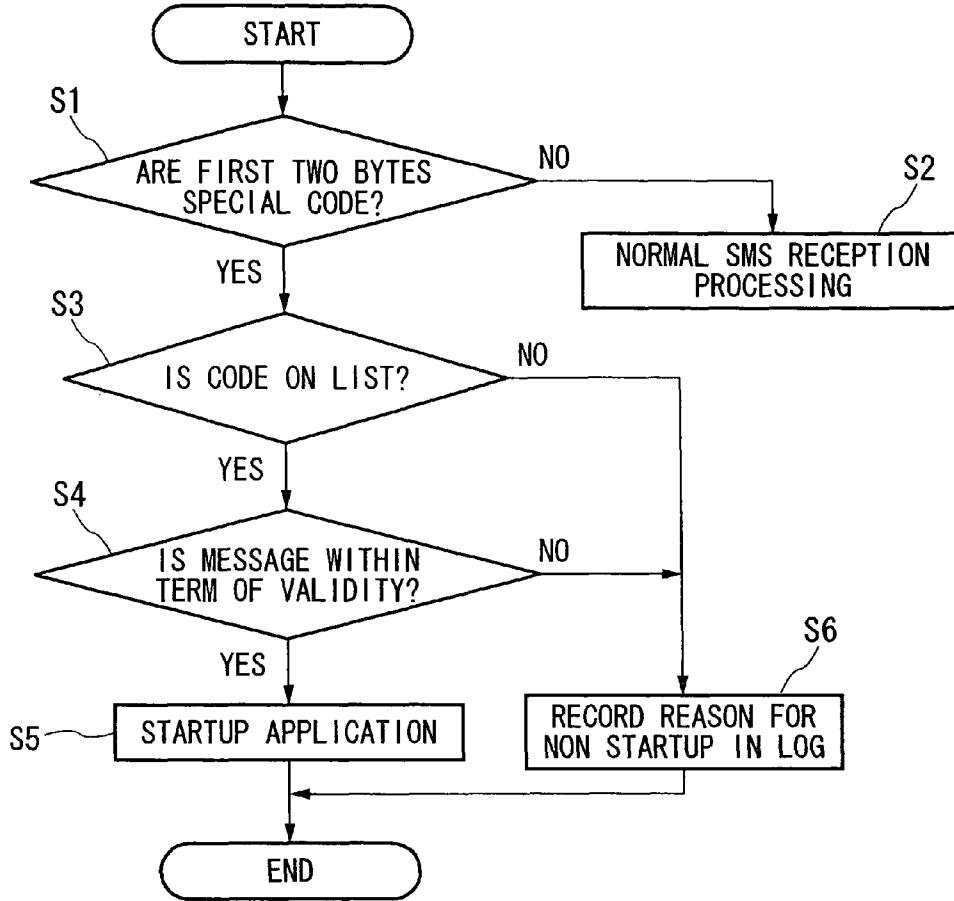 START
S1
ARE FIRST TWO BYTES
SPECIAL CODE?
NO
S2
NORMAL SMS RECEPTION
PROCESSING
YES
S3
IS CODE ON LIST?
NO
YES
S4
IS MESSAGE WITHIN
TERM OF VALIDITY?
NO
YES
S6
S5
STARTUP APPLICATION
RECORD REASON FOR
NON STARTUP IN LOG
END